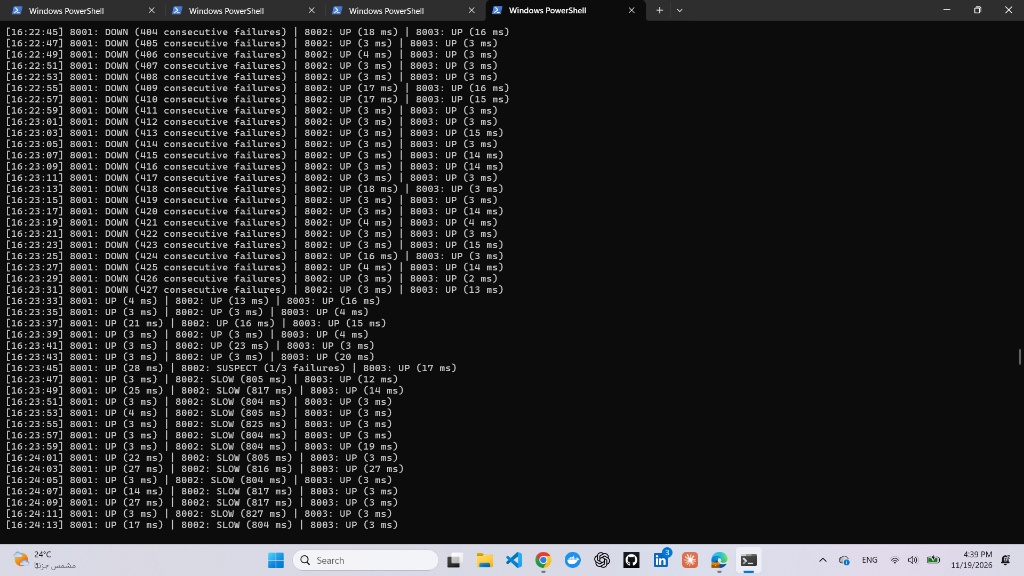 Windows PowerShell
Windows PowerShell
Windows PowerShell
Windows PowerShell
[16:22:45] 8001: DOWN (404 consecutive failures) | 8002: UP (18 ms) | 8003: UP (16 ms)
[16:22:47] 8001: DOWN (405 consecutive failures) | 8002: UP (3 ms) | 8003: UP (3 ms)
[16:22:49] 8001: DOWN (406 consecutive failures) | 8002: UP (4 ms) | 8003: UP (3 ms)
[16:22:51] 8001: DOWN (407 consecutive failures) | 8002: UP (3 ms) | 8003: UP (3 ms)
[16:22:53] 8001: DOWN (408 consecutive failures) | 8002: UP (3 ms) | 8003: UP (3 ms)
[16:22:55] 8001: DOWN (409 consecutive failures) | 8002: UP (17 ms) | 8003: UP (16 ms)
[16:22:57] 8001: DOWN (410 consecutive failures) | 8002: UP (17 ms) | 8003: UP (15 ms)
[16:22:59] 8001: DOWN (411 consecutive failures) | 8002: UP (3 ms) | 8003: UP (3 ms)
[16:23:01] 8001: DOWN (412 consecutive failures) | 8002: UP (3 ms) | 8003: UP (3 ms)
[16:23:03] 8001: DOWN (413 consecutive failures) | 8002: UP (3 ms) | 8003: UP (15 ms)
[16:23:05] 8001: DOWN (414 consecutive failures) | 8002: UP (3 ms) | 8003: UP (3 ms)
[16:23:07] 8001: DOWN (415 consecutive failures) | 8002: UP (3 ms) | 8003: UP (14 ms)
[16:23:09] 8001: DOWN (416 consecutive failures) | 8002: UP (3 ms) | 8003: UP (14 ms)
[16:23:11] 8001: DOWN (417 consecutive failures) | 8002: UP (3 ms) | 8003: UP (3 ms)
[16:23:13] 8001: DOWN (418 consecutive failures) | 8002: UP (18 ms) | 8003: UP (3 ms)
[16:23:15] 8001: DOWN (419 consecutive failures) | 8002: UP (3 ms) | 8003: UP (3 ms)
[16:23:17] 8001: DOWN (420 consecutive failures) | 8002: UP (3 ms) | 8003: UP (14 ms)
[16:23:19] 8001: DOWN (421 consecutive failures) | 8002: UP (4 ms) | 8003: UP (4 ms)
[16:23:21] 8001: DOWN (422 consecutive failures) | 8002: UP (3 ms) | 8003: UP (3 ms)
[16:23:23] 8001: DOWN (423 consecutive failures) | 8002: UP (3 ms) | 8003: UP (15 ms)
[16:23:25] 8001: DOWN (424 consecutive failures) | 8002: UP (16 ms) | 8003: UP (3 ms)
[16:23:27] 8001: DOWN (425 consecutive failures) | 8002: UP (4 ms) | 8003: UP (14 ms)
[16:23:29] 8001: DOWN (426 consecutive failures) | 8002: UP (3 ms) | 8003: UP (2 ms)
[16:23:31] 8001: DOWN (427 consecutive failures) | 8002: UP (3 ms) | 8003: UP (13 ms)
[16:23:33] 8001: UP (4 ms) | 8002: UP (13 ms) | 8003: UP (16 ms)
[16:23:35] 8001: UP (3 ms) | 8002: UP (3 ms) | 8003: UP (4 ms)
[16:23:37] 8001: UP (21 ms) | 8002: UP (16 ms) | 8003: UP (15 ms)
[16:23:39] 8001: UP (3 ms) | 8002: UP (3 ms) | 8003: UP (4 ms)
[16:23:41] 8001: UP (3 ms) | 8002: UP (23 ms) | 8003: UP (3 ms)
[16:23:43] 8001: UP (3 ms) | 8002: UP (3 ms) | 8003: UP (20 ms)
[16:23:45] 8001: UP (28 ms) | 8002: SUSPECT (1/3 failures) | 8003: UP (17 ms)
[16:23:47] 8001: UP (3 ms) | 8002: SLOW (805 ms) | 8003: UP (12 ms)
[16:23:49] 8001: UP (25 ms) | 8002: SLOW (817 ms) | 8003: UP (14 ms)
[16:23:51] 8001: UP (3 ms) | 8002: SLOW (804 ms) | 8003: UP (3 ms)
[16:23:53] 8001: UP (4 ms) | 8002: SLOW (805 ms) | 8003: UP (3 ms)
[16:23:55] 8001: UP (3 ms) | 8002: SLOW (825 ms) | 8003: UP (3 ms)
[16:23:57] 8001: UP (3 ms) | 8002: SLOW (804 ms) | 8003: UP (3 ms)
[16:23:59] 8001: UP (3 ms) | 8002: SLOW (804 ms) | 8003: UP (19 ms)
[16:24:01] 8001: UP (22 ms) | 8002: SLOW (805 ms) | 8003: UP (3 ms)
[16:24:03] 8001: UP (27 ms) | 8002: SLOW (816 ms) | 8003: UP (27 ms)
[16:24:05] 8001: UP (3 ms) | 8002: SLOW (804 ms) | 8003: UP (3 ms)
[16:24:07] 8001: UP (14 ms) | 8002: SLOW (817 ms) | 8003: UP (3 ms)
[16:24:09] 8001: UP (27 ms) | 8002: SLOW (817 ms) | 8003: UP (3 ms)
[16:24:11] 8001: UP (3 ms) | 8002: SLOW (827 ms) | 8003: UP (3 ms)
[16:24:13] 8001: UP (17 ms) | 8002: SLOW (804 ms) | 8003: UP (3 ms)
24°C
مشمس
Search
3
ENG
4:39 PM
11/19/2026